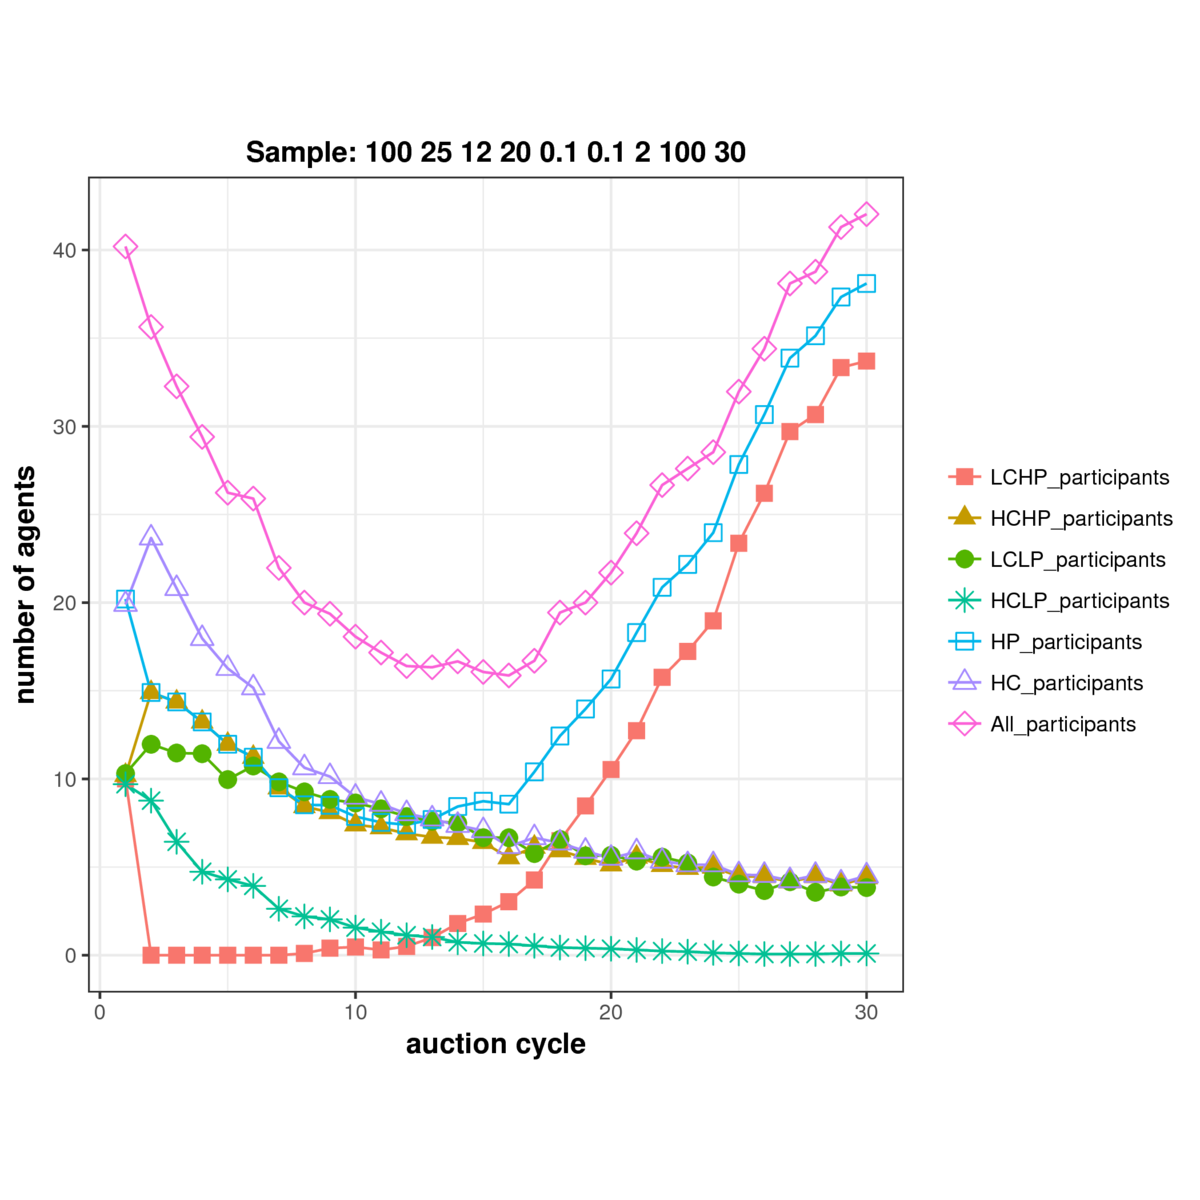 Sample: 100 25 12 20 0.1 0.1 2 100 30
number of agents
40
30
20
10
0
0 10 20 30
auction cycle
LCHP_participants
HCHP_participants
LCLP_participants
HCLP_participants
HP_participants
HC_participants
All_participants